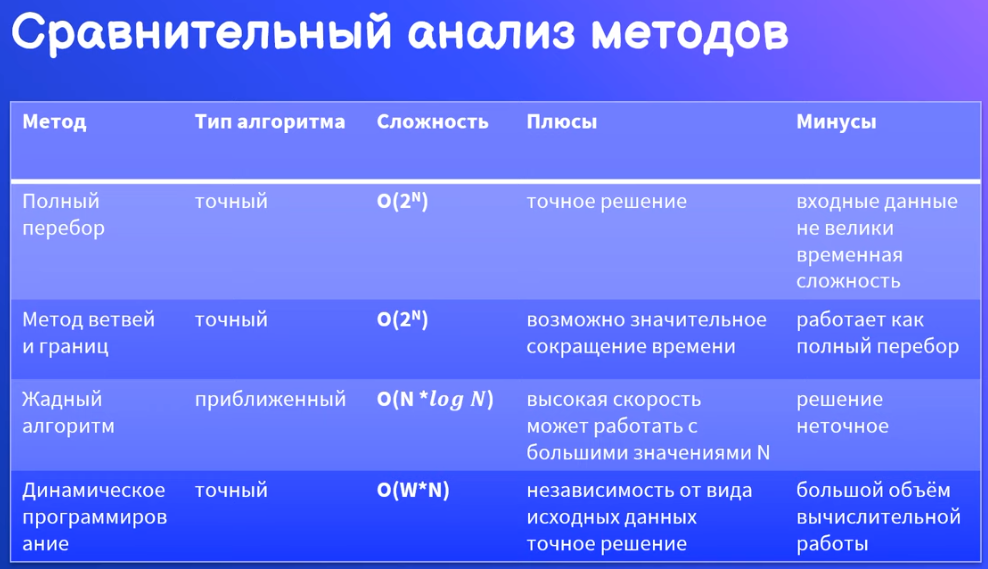 Сравнительный анализ методов
Метод Тип алгоритма Сложность Плюсы Минусы
Полный
перебор
точный
O(2ᴺ)
точное решение
входные данные
не велики
временная
сложность
Метод ветвей
и границ
точный
O(2ᴺ)
возможно значительное
сокращение времени
работает как
полный перебор
Жадный
алгоритм
приближенный
O(N *log N)
высокая скорость
может работать с
большими значениями N
решение
неточное
Динамическое
программиров
ание
точный
O(W*N)
независимость от вида
исходных данных
точное решение
большой объём
вычислительной
работы